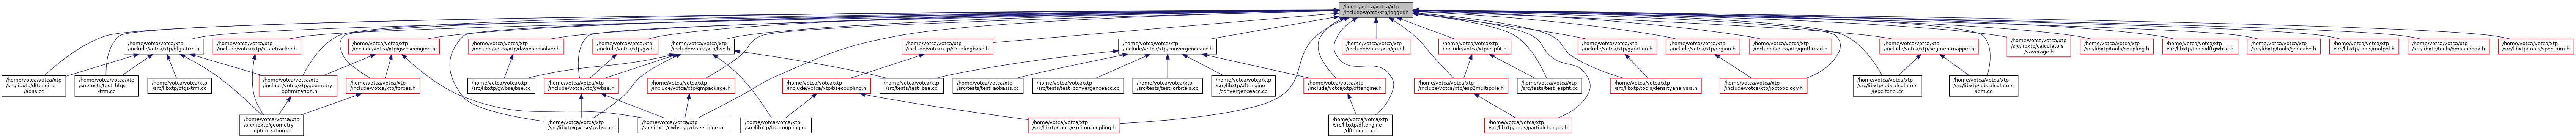 /home/votca/votca/xtp
/include/votca/xtp/logger.h
/home/votca/votca/xtp
/include/votca/xtp/bfgs-trm.h
/home/votca/votca/xtp
/include/votca/xtp/statetracker.h
/home/votca/votca/xtp
/include/votca/xtp/gwbseengine.h
/home/votca/votca/xtp
/include/votca/xtp/davidsonsolver.h
/home/votca/votca/xtp
/include/votca/xtp/gw.h
/home/votca/votca/xtp
/include/votca/xtp/bse.h
/home/votca/votca/xtp
/include/votca/xtp/couplingbase.h
/home/votca/votca/xtp
/include/votca/xtp/convergenceacc.h
/home/votca/votca/xtp
/include/votca/xtp/grid.h
/home/votca/votca/xtp
/include/votca/xtp/espfit.h
/home/votca/votca/xtp
/include/votca/xtp/gyration.h
/home/votca/votca/xtp
/include/votca/xtp/region.h
/home/votca/votca/xtp
/include/votca/xtp/qmthread.h
/home/votca/votca/xtp
/include/votca/xtp/segmentmapper.h
/home/votca/votca/xtp
/src/libxtp/calculators
/eanalyze.h
/home/votca/votca/xtp
/src/libxtp/tools/coupling.h
/home/votca/votca/xtp
/src/libxtp/tools/dftgwbse.h
/home/votca/votca/xtp
/src/libxtp/tools/gencube.h
/home/votca/votca/xtp
/src/libxtp/tools/molpol.h
/home/votca/votca/xtp
/src/libxtp/tools/qmsandbox.h
/home/votca/votca/xtp
/src/libxtp/tools/spectrum.h
/home/votca/votca/xtp
/src/libxtp/dftengine
/adiis.cc
/home/votca/votca/xtp
/src/tests/test_bfgs
-trm.cc
/home/votca/votca/xtp
/src/libxtp/bfgs-trm.cc
/home/votca/votca/xtp
/include/votca/xtp/geometry
_optimization.h
/home/votca/votca/xtp
/include/votca/xtp/forces.h
/home/votca/votca/xtp
/src/libxtp/gwbse/bse.cc
/home/votca/votca/xtp
/include/votca/xtp/gwbse.h
/home/votca/votca/xtp
/include/votca/xtp/qmpackage.h
/home/votca/votca/xtp
/include/votca/xtp/bsecoupling.h
/home/votca/votca/xtp
/src/tests/test_bse.cc
/home/votca/votca/xtp
/src/tests/test_aobasis.cc
/home/votca/votca/xtp
/src/tests/test_convergenceacc.cc
/home/votca/votca/xtp
/src/tests/test_orbitals.cc
/home/votca/votca/xtp
/src/libxtp/dftengine
/convergenceacc.cc
/home/votca/votca/xtp
/include/votca/xtp/dftengine.h
/home/votca/votca/xtp
/include/votca/xtp/esp2multipole.h
/home/votca/votca/xtp
/src/tests/test_espfit.cc
/home/votca/votca/xtp
/src/libxtp/tools/densityanalysis.h
/home/votca/votca/xtp
/include/votca/xtp/jobtopology.h
/home/votca/votca/xtp
/src/libxtp/jobcalculators
/iexcitoncl.cc
/home/votca/votca/xtp
/src/libxtp/jobcalculators
/iqm.cc
/home/votca/votca/xtp
/src/libxtp/geometry
_optimization.cc
/home/votca/votca/xtp
/src/libxtp/gwbse/gwbse.cc
/home/votca/votca/xtp
/src/libxtp/gwbse/gwbseengine.cc
/home/votca/votca/xtp
/src/libxtp/bsecoupling.cc
/home/votca/votca/xtp
/src/libxtp/tools/excitoncoupling.h
/home/votca/votca/xtp
/src/libxtp/dftengine
/dftengine.cc
/home/votca/votca/xtp
/src/libxtp/tools/partialcharges.h